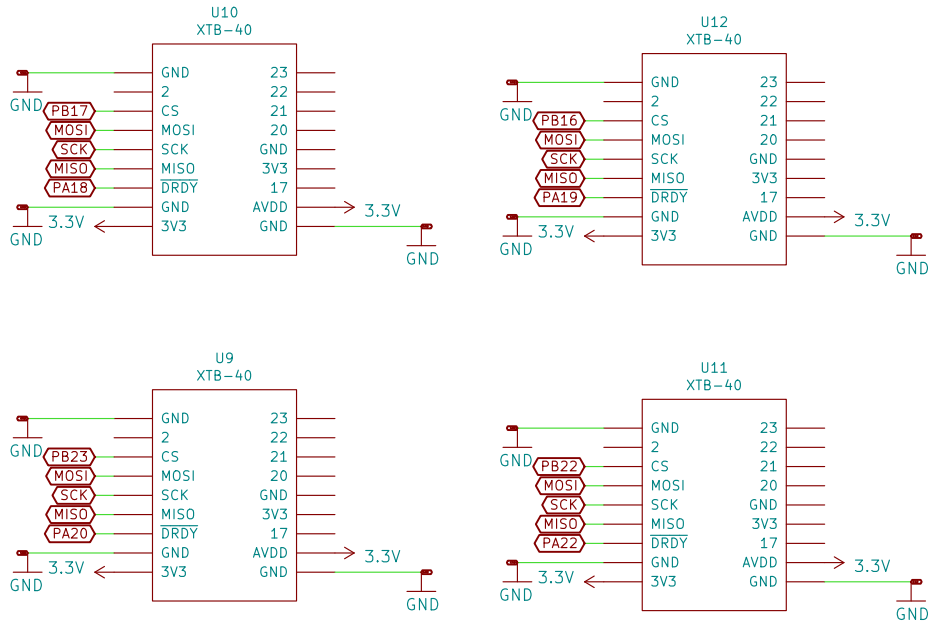 U10
XTB-40
GND 23
2 22
PB17 CS 21
MOSI MOSI 20
SCK SCK GND
MISO MISO 3V3
PA18 DRDY 17
GND AVDD 3.3V
3.3V 3V3 GND
GND
GND
GND
U12
XTB-40
GND 23
2 22
PB16 CS 21
MOSI MOSI 20
SCK SCK GND
MISO MISO 3V3
PA19 DRDY 17
GND AVDD 3.3V
3.3V 3V3 GND
GND
GND
GND
U9
XTB-40
GND 23
2 22
PB23 CS 21
MOSI MOSI 20
SCK SCK GND
MISO MISO 3V3
PA20 DRDY 17
GND AVDD 3.3V
3.3V 3V3 GND
GND
GND
GND
U11
XTB-40
GND 23
2 22
PB22 CS 21
MOSI MOSI 20
SCK SCK GND
MISO MISO 3V3
PA22 DRDY 17
GND AVDD 3.3V
3.3V 3V3 GND
GND
GND
GND